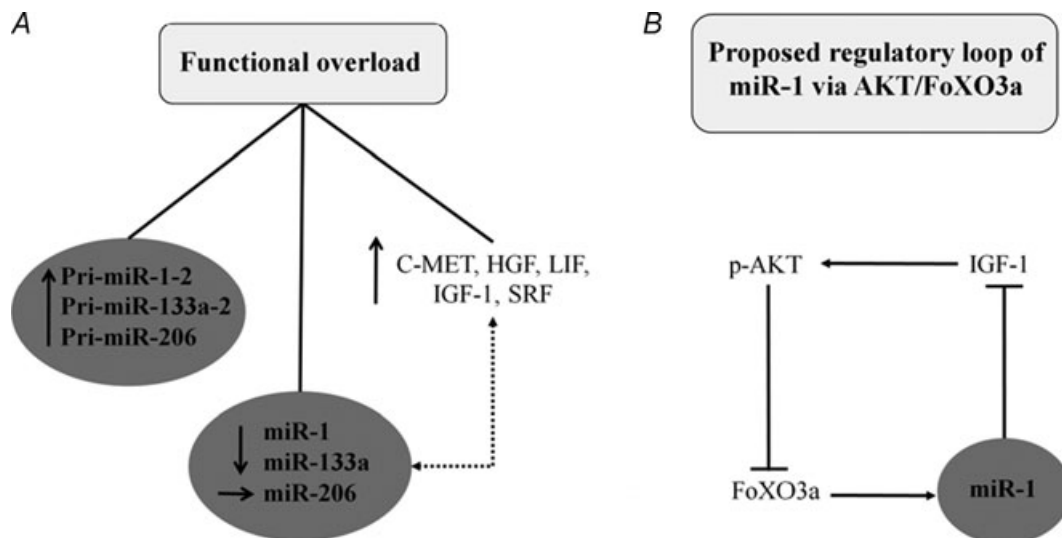 A
Functional overload
Pri-miR-1-2
Pri-miR-133a-2
Pri-miR-206
C-MET, HGF, LIF,
IGF-1, SRF
miR-1
miR-133a
miR-206
B
Proposed regulatory loop of
miR-1 via AKT/FoXO3a
p-AKT
IGF-1
FoXO3a
miR-1